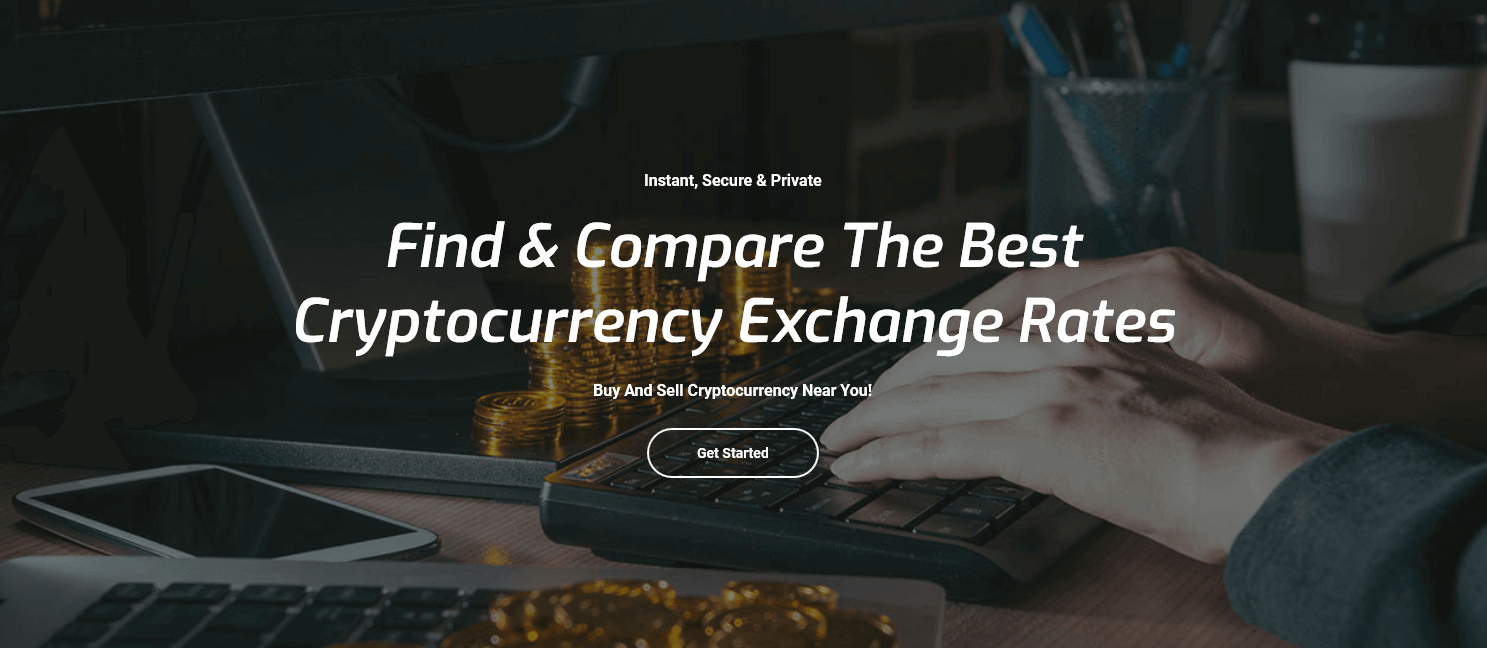 Instant, Secure & Private
Find & Compare The Best
Cryptocurrency Exchange Rates
Buy And Sell Cryptocurrency Near You!
Get Started